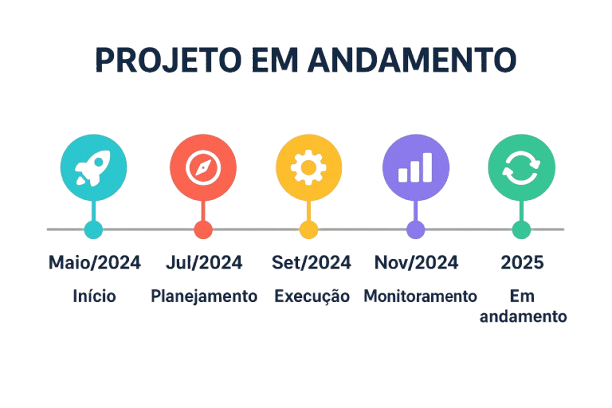 PROJETO EM ANDAMENTO
Maio/2024 Jul/2024 Set/2024 Nov/2024 2025
Início Planejamento Execução Monitoramento Em
andamento